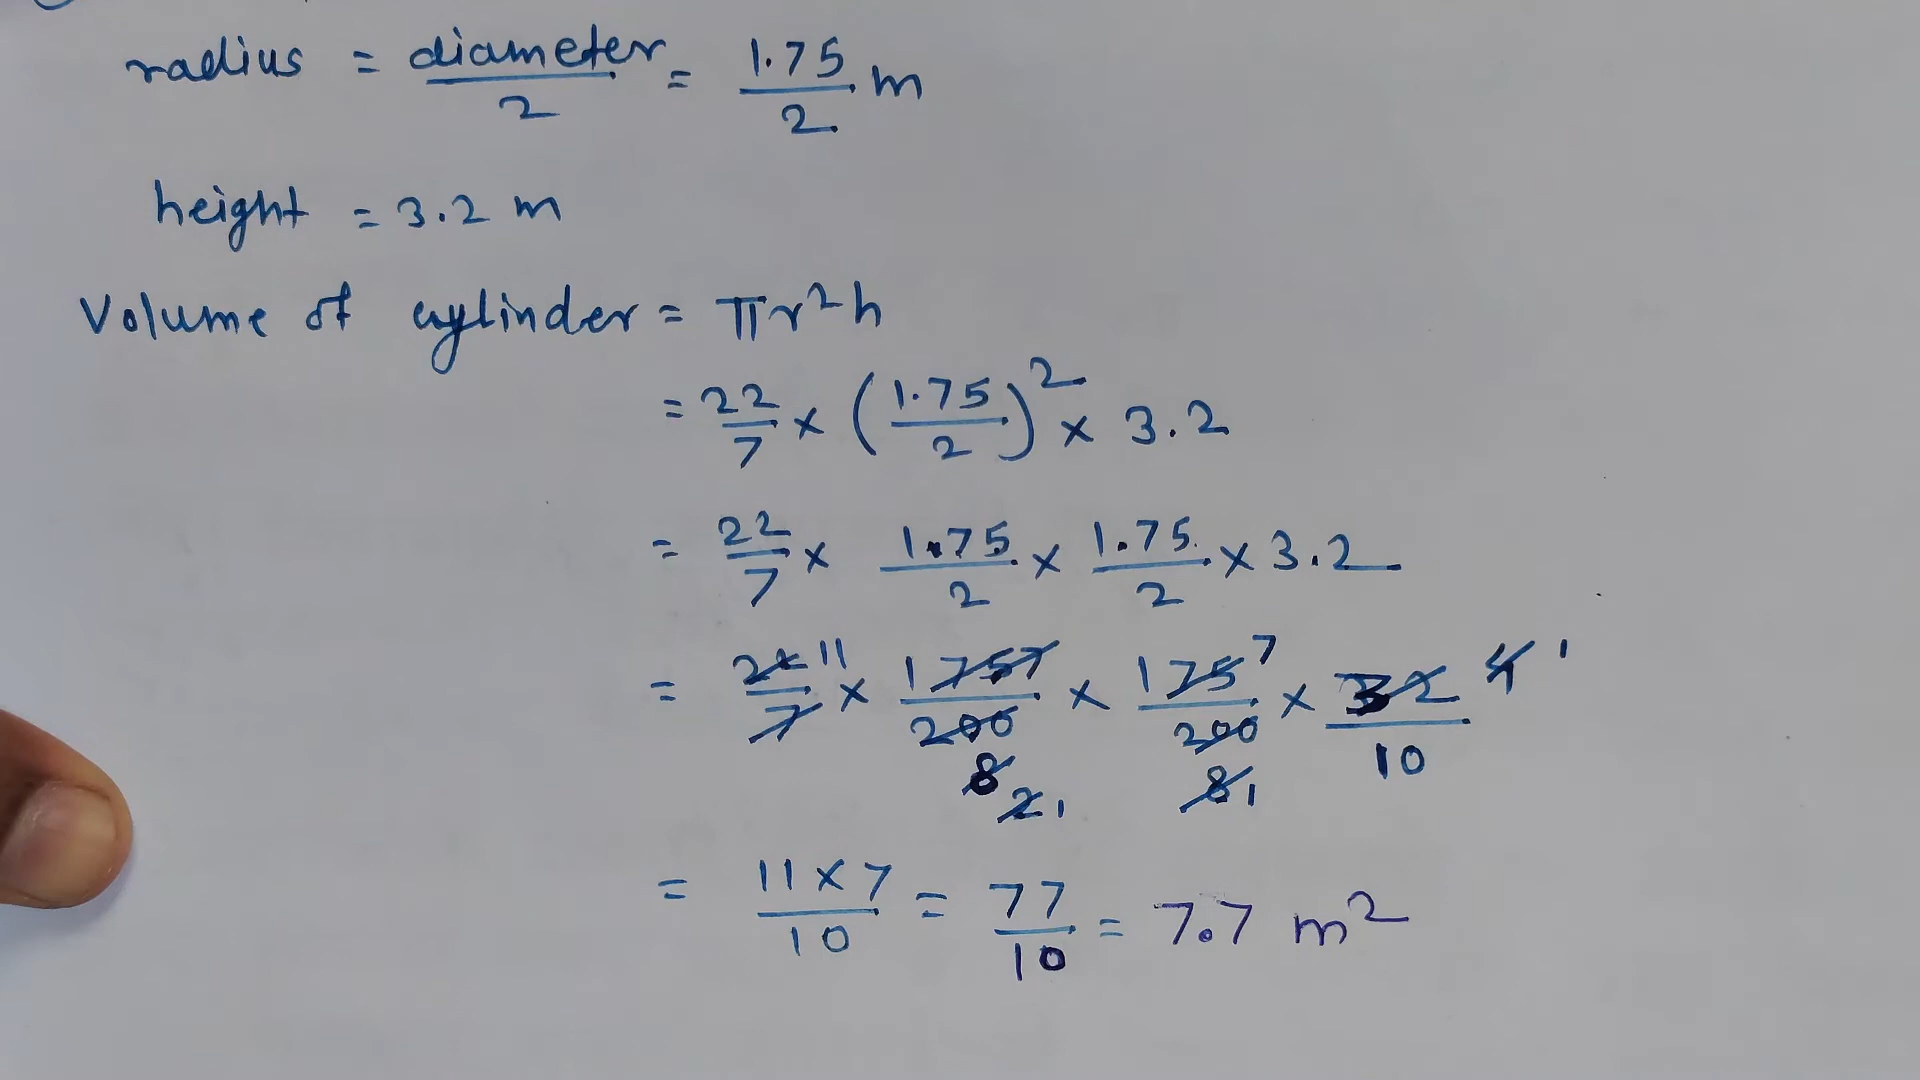 radius = diameter/2 = 1.75/2 m
height = 3.2 m
Volume of cylinder = πr²h
= 22/7 × (1.75/2)² × 3.2
= 22/7 × 1.75/2 × 1.75/2 × 3.2
= 22 11/7 × 175 7/200 8 2 1 × 175 7/200 8 1 × 32 4 1/10
= 11 × 7/10 = 77/10 = 7.7 m²